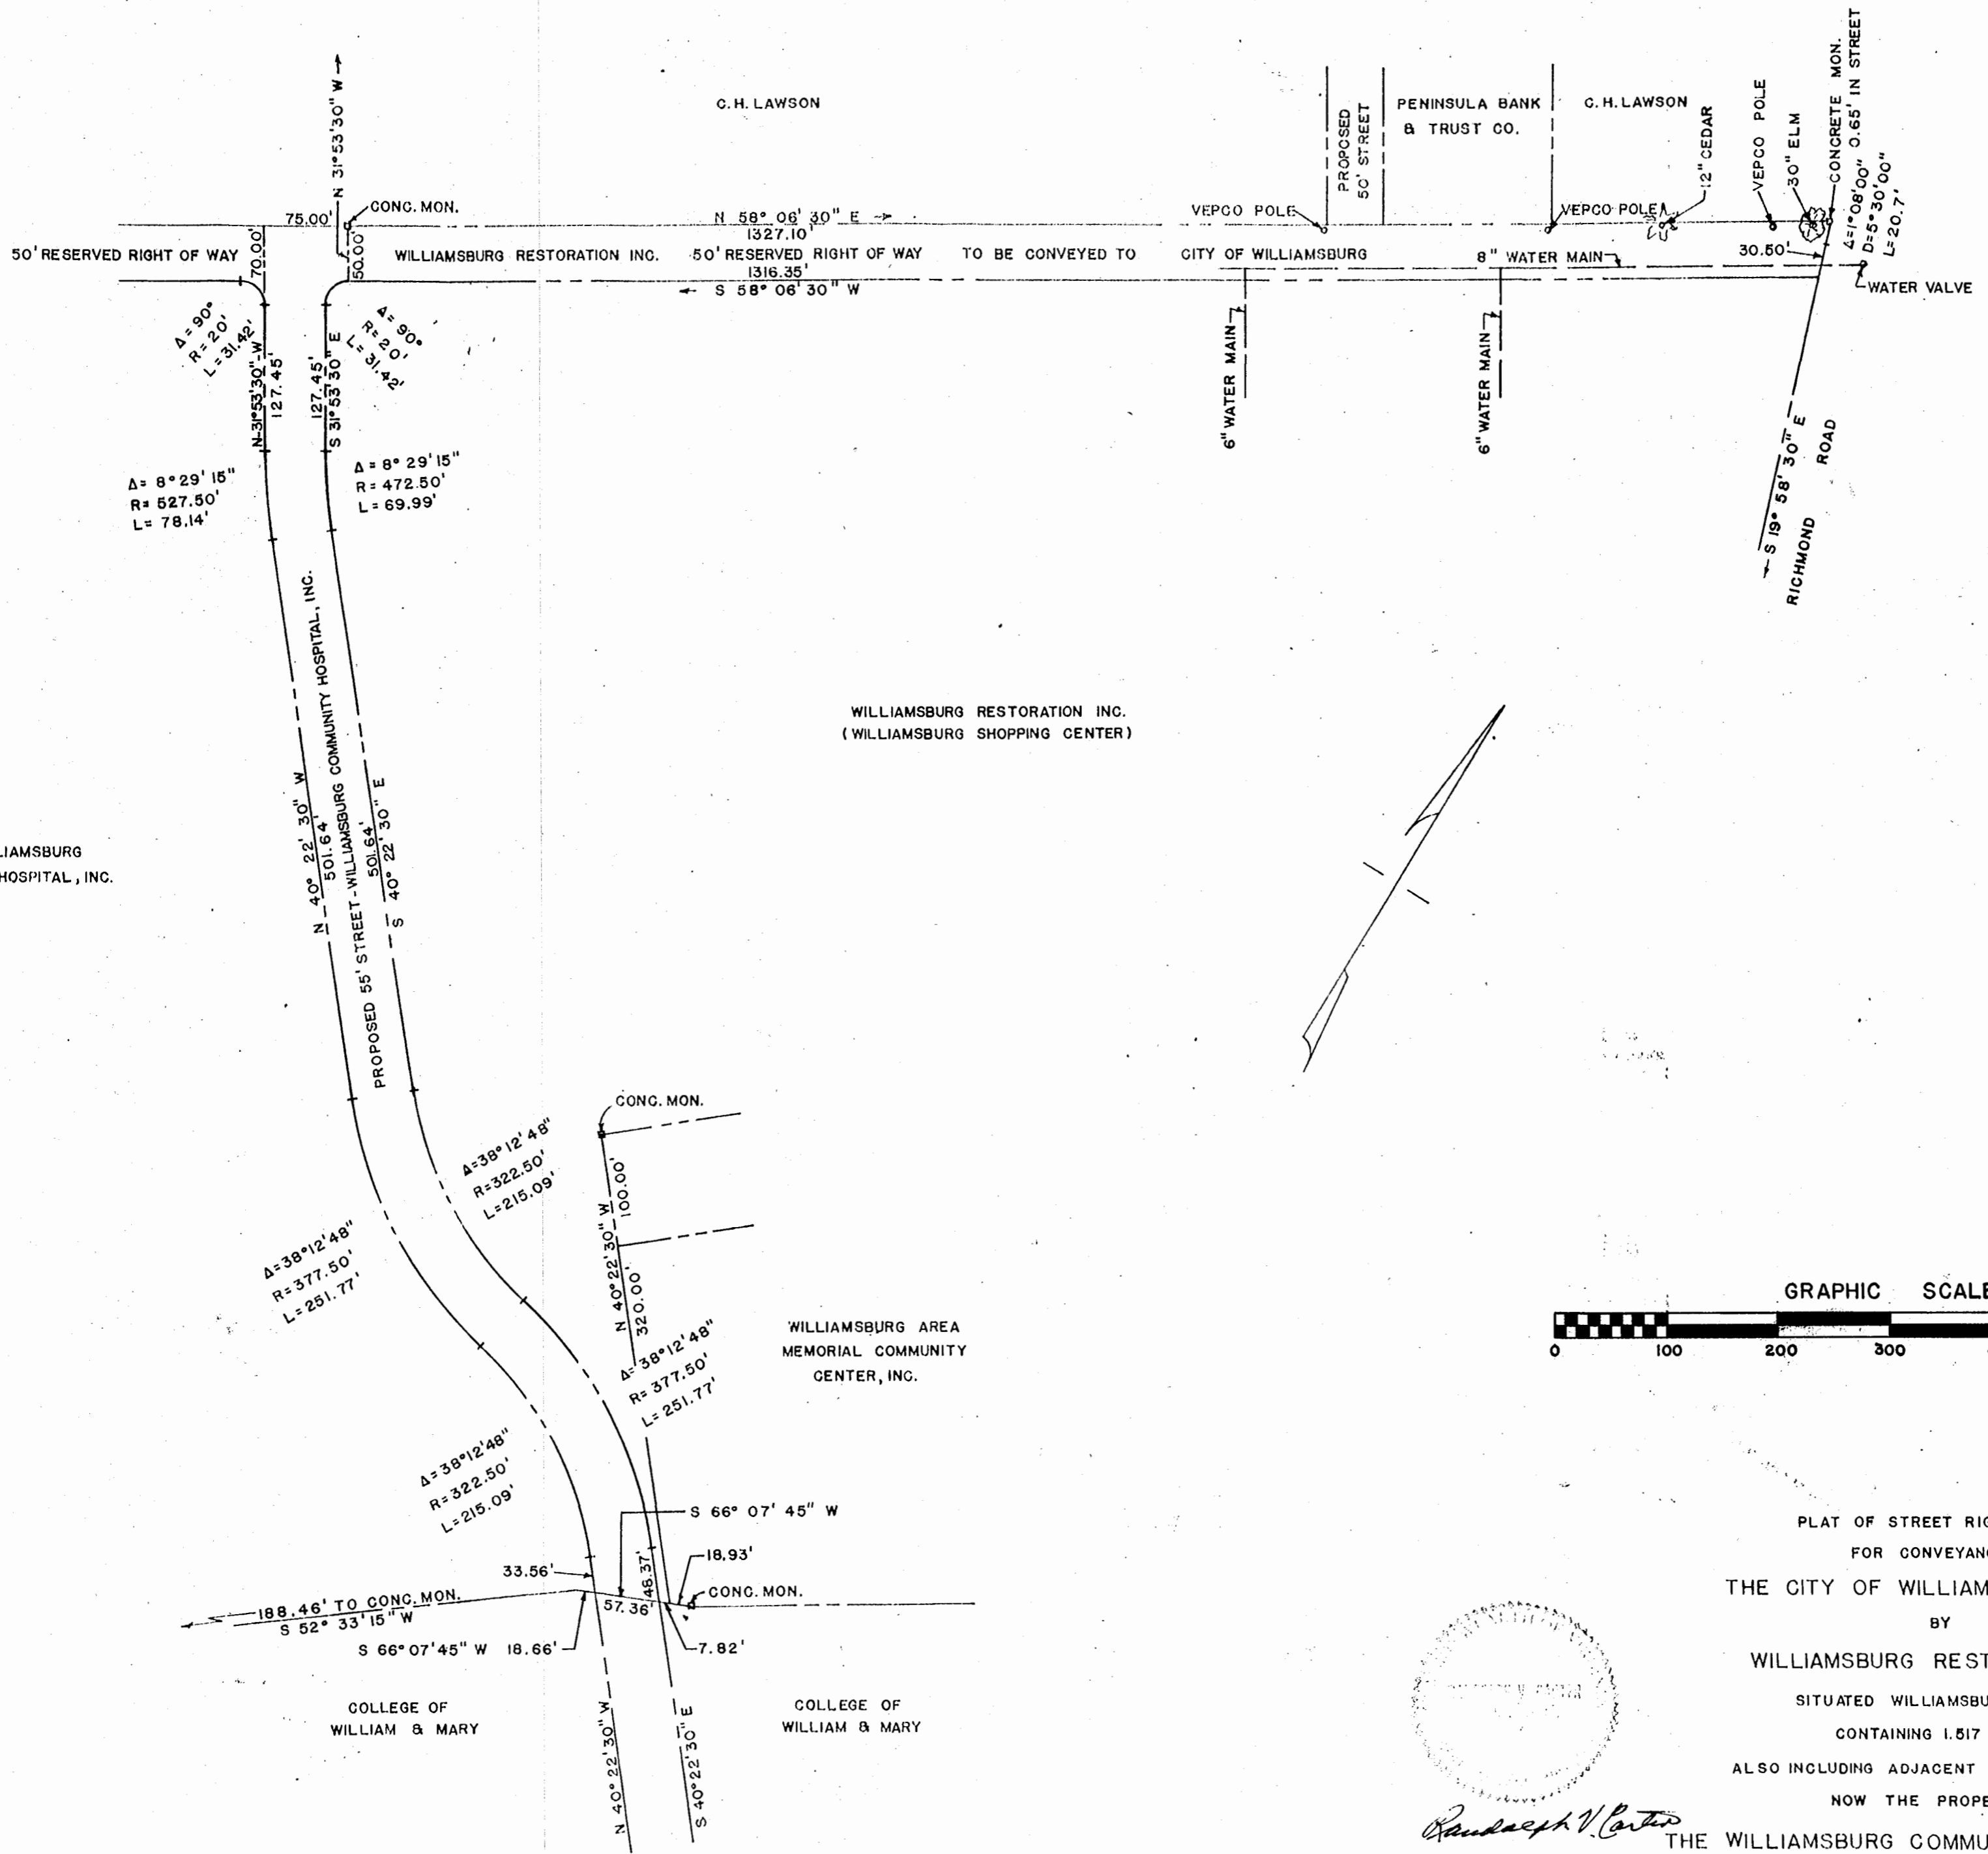 N 31° 53' 30" W
C. H. LAWSON
PROPOSED
50' STREET
PENINSULA BANK
& TRUST CO.
C. H. LAWSON
12" CEDAR
VEPCO POLE
30" ELM
CONCRETE MON.
0.65' IN STREET
Δ=1°08'00"
D=5°30'00"
L=20.7'
75.00'
CONC. MON.
N 58° 06' 30" E
1327.10'
VEPCO POLE
VEPCO POLE
50' RESERVED RIGHT OF WAY
70.00'
50.00'
WILLIAMSBURG RESTORATION INC. 50' RESERVED RIGHT OF WAY TO BE CONVEYED TO CITY OF WILLIAMSBURG
8" WATER MAIN
30.50'
1316.35'
S 58° 06' 30" W
WATER VALVE
Δ = 90°
R = 20'
L = 31.42'
Δ = 90°
R = 20'
L = 31.42'
N 31°53'30" W
127.45'
127.45'
S 31° 53' 30" E
6" WATER MAIN
6" WATER MAIN
S 19° 58' 30" E
RICHMOND ROAD
Δ = 8° 29' 15"
R = 527.50'
L = 78.14'
Δ = 8° 29' 15"
R = 472.50'
L = 69.99'
WILLIAMSBURG RESTORATION INC.
(WILLIAMSBURG SHOPPING CENTER)
N 40° 22' 30" W
501.64'
PROPOSED 55' STREET - WILLIAMSBURG COMMUNITY HOSPITAL, INC.
501.64'
S 40° 22' 30" E
LIAMSBURG
HOSPITAL, INC.
CONC. MON.
Δ=38°12'48"
R=322.50'
L=215.09'
N 40°22'30" W
100.00'
320.00'
Δ=38°12'48"
R=377.50'
L=251.77'
GRAPHIC SCALE
0 100 200 300
WILLIAMSBURG AREA
MEMORIAL COMMUNITY
CENTER, INC.
Δ=38°12'48"
R=377.50'
L=251.77'
Δ=38°12'48"
R=322.50'
L=215.09'
S 66° 07' 45" W
33.56'
48.37'
18.93'
CONC. MON.
188.46' TO CONC. MON.
S 52° 33' 15" W
57.36'
S 66°07'45" W 18.66'
7.82'
COLLEGE OF
WILLIAM & MARY
COLLEGE OF
WILLIAM & MARY
N 40° 22' 30" W
S 40° 22' 30" E
PLAT OF STREET RIG
FOR CONVEYAN
THE CITY OF WILLIAM
BY
WILLIAMSBURG REST
SITUATED WILLIAMSBU
CONTAINING 1.517
ALSO INCLUDING ADJACENT
NOW THE PROPE
Randolph V. Carter
THE WILLIAMSBURG COMMU